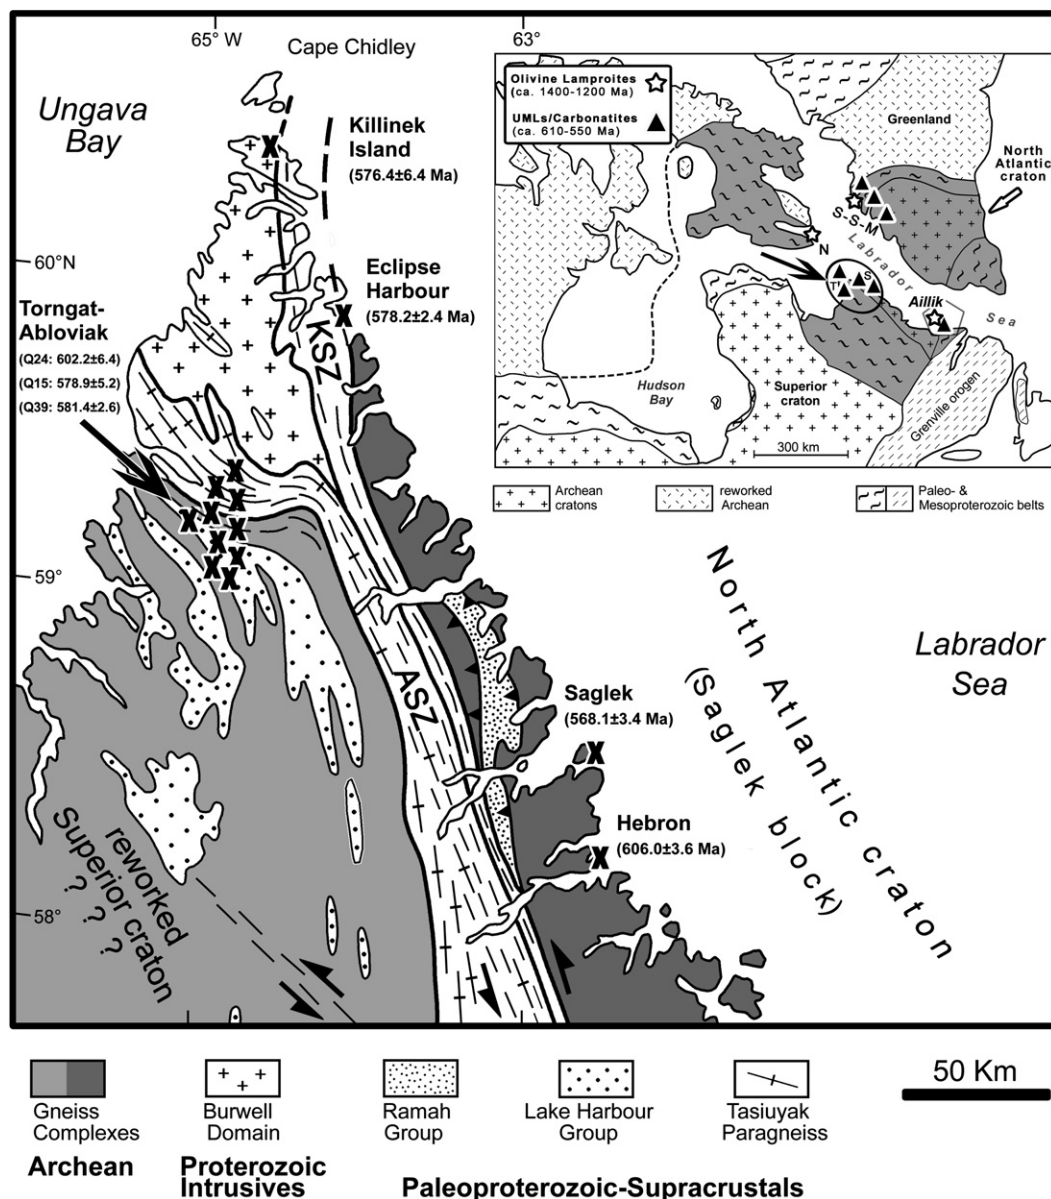 65° W
63°
Cape Chidley
Ungava
Bay
Killinek
Island
(576.4±6.4 Ma)
60°N
Eclipse
Harbour
(578.2±2.4 Ma)
Torngat-
Abloviak
(Q24: 602.2±6.4)
(Q15: 578.9±5.2)
(Q39: 581.4±2.6)
KSZ
59°
ASZ
Saglek
(568.1±3.4 Ma)
Hebron
(606.0±3.6 Ma)
58°
reworked
Superior craton
? ? ?
North Atlantic craton
(Saglek block)
Labrador
Sea
Olivine Lamproites
(ca. 1400-1200 Ma)
UMLs/Carbonatites
(ca. 610-550 Ma)
Greenland
North
Atlantic
craton
S-S-M
N
Labrador
Sea
T
S
Aillik
Hudson
Bay
Superior
craton
Grenville orogen
300 km
Archean
cratons
reworked
Archean
Paleo- &
Mesoproterozoic belts
Gneiss
Complexes
Burwell
Domain
Ramah
Group
Lake Harbour
Group
Tasiuyak
Paragneiss
50 Km
Archean
Proterozoic
Intrusives
Paleoproterozoic-Supracrustals